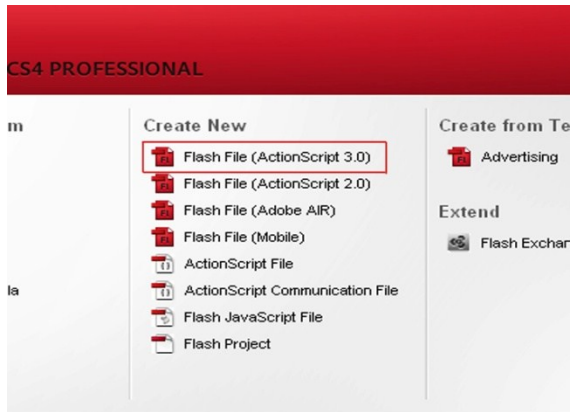 CS4 PROFESSIONAL
m
la
Create New
Flash File (ActionScript 3.0)
Flash File (ActionScript 2.0)
Flash File (Adobe AIR)
Flash File (Mobile)
ActionScript File
ActionScript Communication File
Flash JavaScript File
Flash Project
Create from Te
Advertising
Extend
Flash Exchan